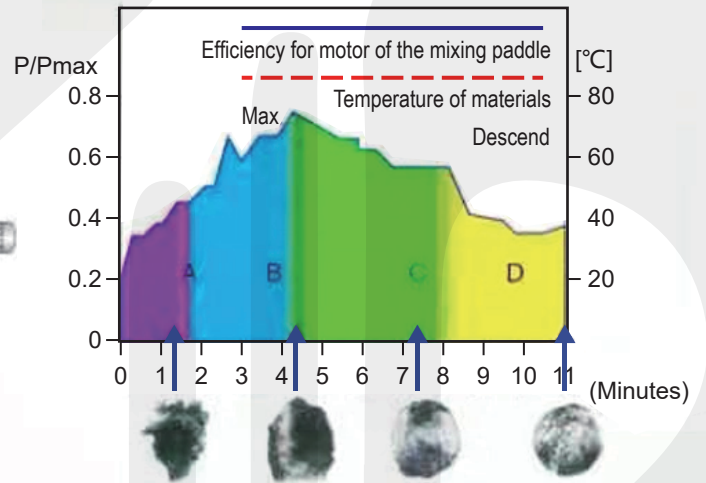 Efficiency for motor of the mixing paddle
P/Pmax
[℃]
Temperature of materials
0.8
80
Max
Descend
0.6
60
0.4
40
A
B
C
D
0.2
20
0
0 1 2 3 4 5 6 7 8 9 10 11
(Minutes)